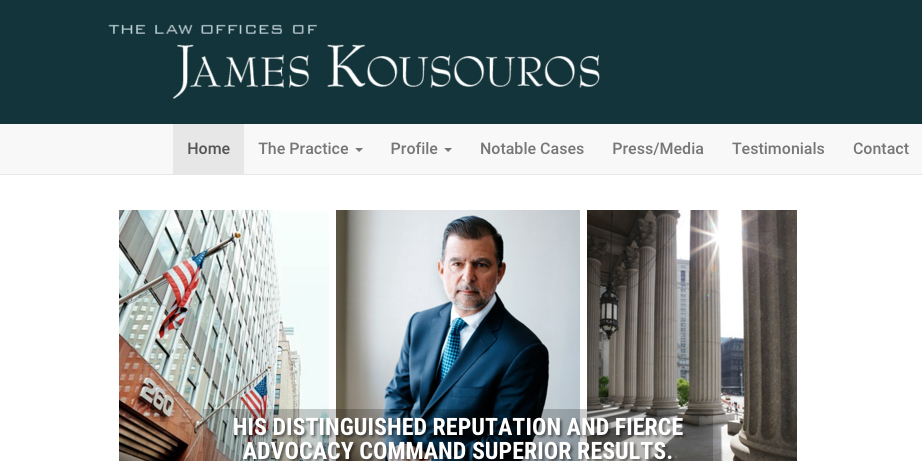 THE LAW OFFICES OF
JAMES KOUSOUROS
Home The Practice Profile Notable Cases Press/Media Testimonials Contact
260
HIS DISTINGUISHED REPUTATION AND FIERCE
ADVOCACY COMMAND SUPERIOR RESULTS.